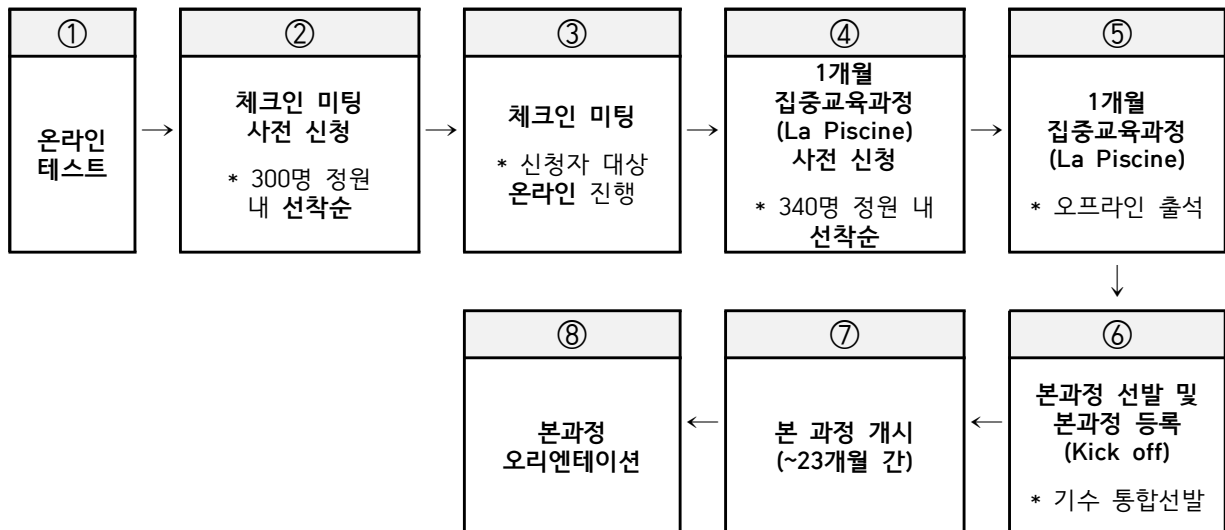 ①
온라인
테스트
→
②
체크인 미팅
사전 신청
* 300명 정원
내 선착순
→
③
체크인 미팅
* 신청자 대상
온라인 진행
→
④
1개월
집중교육과정
(La Piscine)
사전 신청
* 340명 정원 내
선착순
→
⑤
1개월
집중교육과정
(La Piscine)
* 오프라인 출석
↓
⑥
본과정 선발 및
본과정 등록
(Kick off)
* 기수 통합선발
←
⑦
본 과정 개시
(~23개월 간)
←
⑧
본과정
오리엔테이션